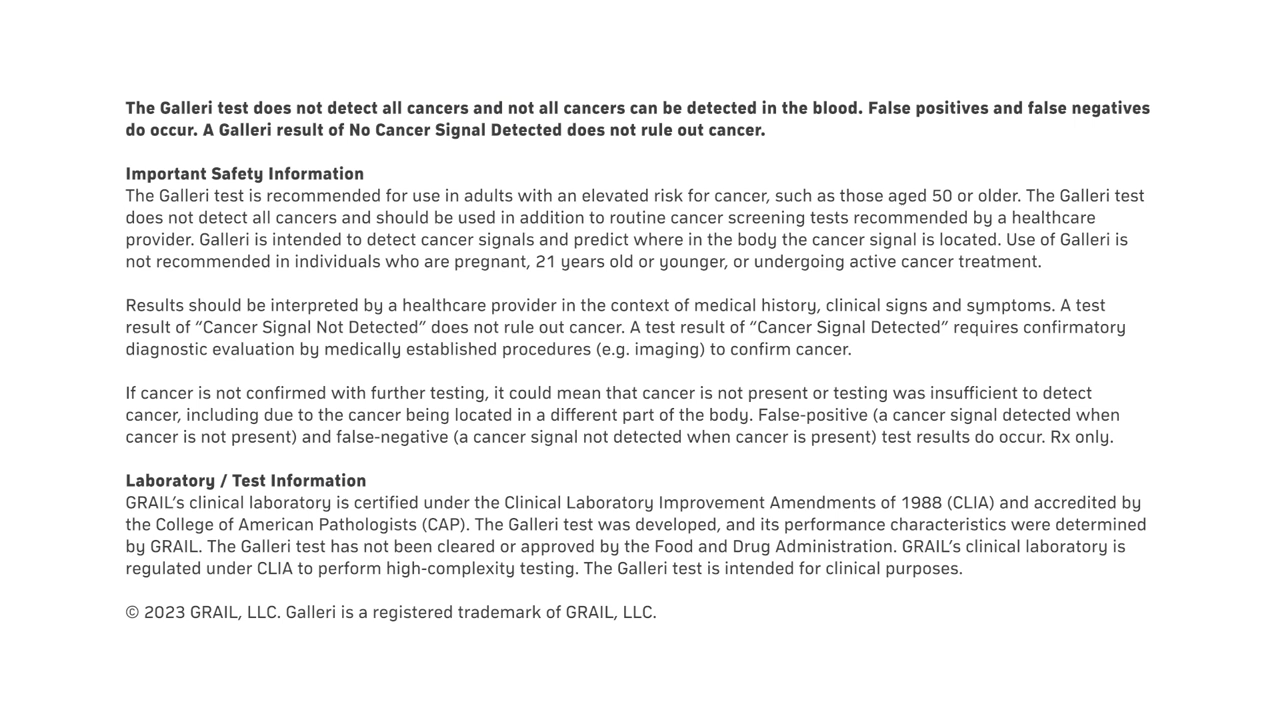 The Galleri test does not detect all cancers and not all cancers can be detected in the blood. False positives and false negatives
do occur. A Galleri result of No Cancer Signal Detected does not rule out cancer.
Important Safety Information
The Galleri test is recommended for use in adults with an elevated risk for cancer, such as those aged 50 or older. The Galleri test
does not detect all cancers and should be used in addition to routine cancer screening tests recommended by a healthcare
provider. Galleri is intended to detect cancer signals and predict where in the body the cancer signal is located. Use of Galleri is
not recommended in individuals who are pregnant, 21 years old or younger, or undergoing active cancer treatment.
Results should be interpreted by a healthcare provider in the context of medical history, clinical signs and symptoms. A test
result of “Cancer Signal Not Detected” does not rule out cancer. A test result of “Cancer Signal Detected” requires confirmatory
diagnostic evaluation by medically established procedures (e.g. imaging) to confirm cancer.
If cancer is not confirmed with further testing, it could mean that cancer is not present or testing was insufficient to detect
cancer, including due to the cancer being located in a different part of the body. False-positive (a cancer signal detected when
cancer is not present) and false-negative (a cancer signal not detected when cancer is present) test results do occur. Rx only.
Laboratory / Test Information
GRAIL’s clinical laboratory is certified under the Clinical Laboratory Improvement Amendments of 1988 (CLIA) and accredited by
the College of American Pathologists (CAP). The Galleri test was developed, and its performance characteristics were determined
by GRAIL. The Galleri test has not been cleared or approved by the Food and Drug Administration. GRAIL’s clinical laboratory is
regulated under CLIA to perform high-complexity testing. The Galleri test is intended for clinical purposes.
© 2023 GRAIL, LLC. Galleri is a registered trademark of GRAIL, LLC.